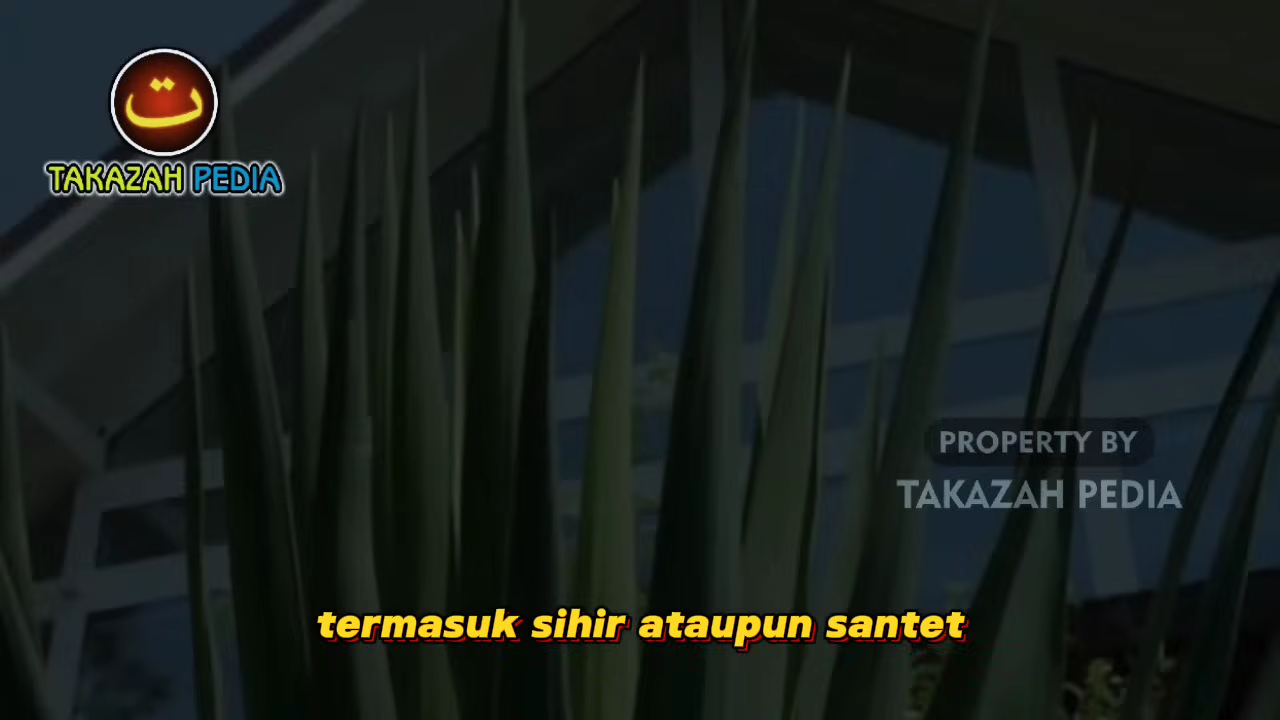 ت
TAKAZAH PEDIA
PROPERTY BY
TAKAZAH PEDIA
termasuk sihir ataupun santet